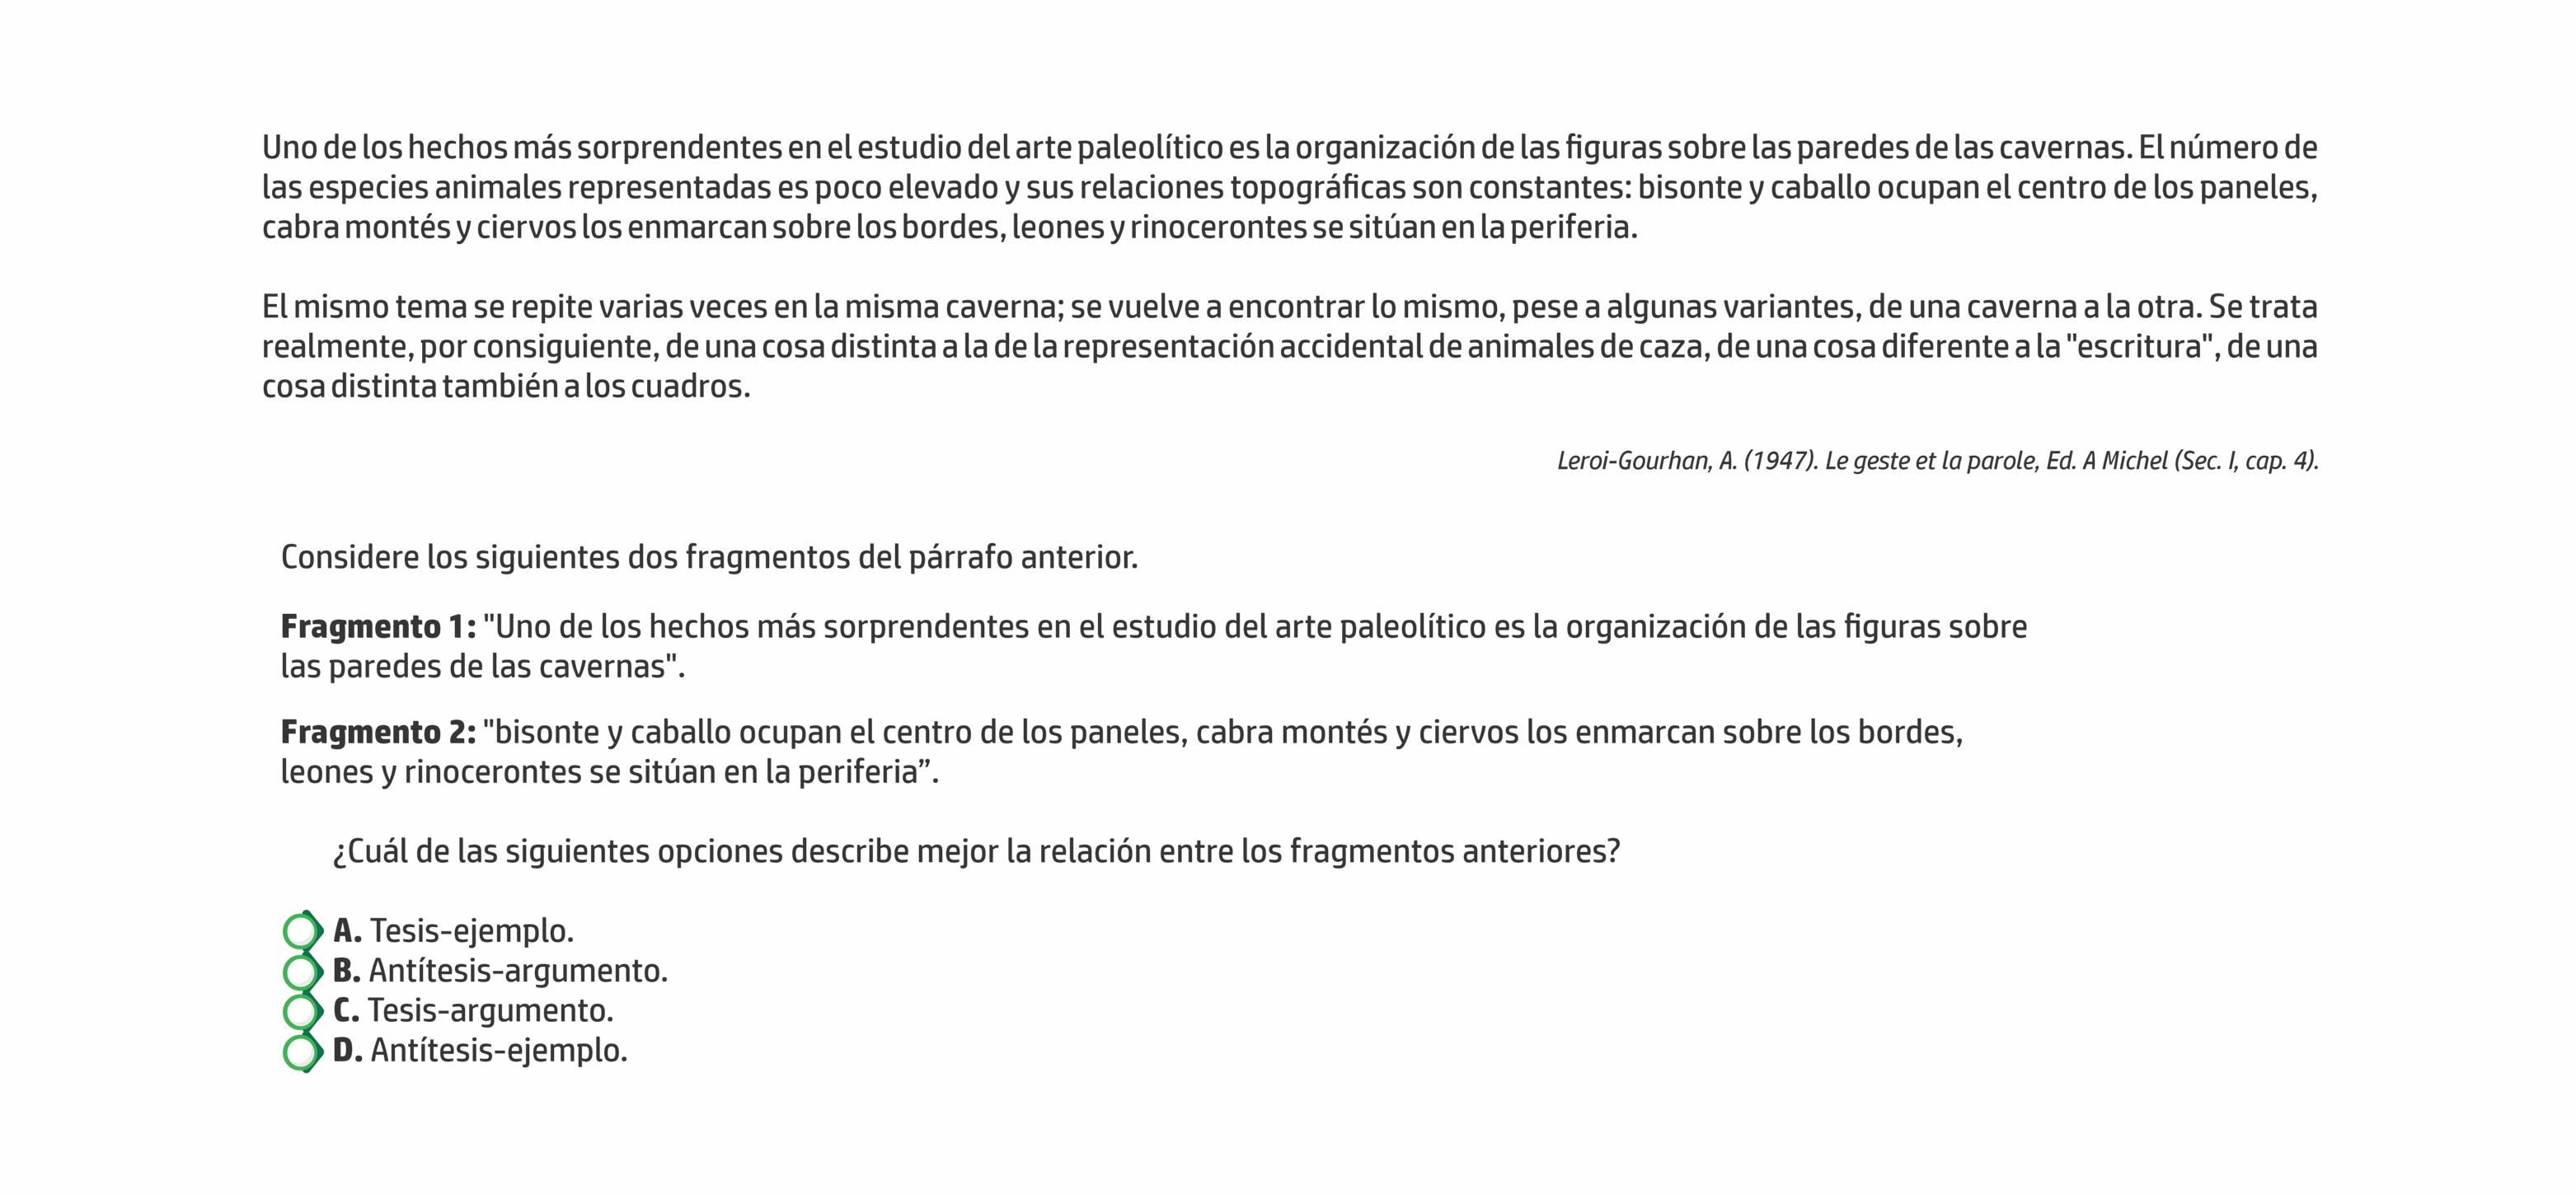 Uno de los hechos más sorprendentes en el estudio del arte paleolítico es la organización de las figuras sobre las paredes de las cavernas. El número de
las especies animales representadas es poco elevado y sus relaciones topográficas son constantes: bisonte y caballo ocupan el centro de los paneles,
cabra montés y ciervos los enmarcan sobre los bordes, leones y rinocerontes se sitúan en la periferia.
El mismo tema se repite varias veces en la misma caverna; se vuelve a encontrar lo mismo, pese a algunas variantes, de una caverna a la otra. Se trata
realmente, por consiguiente, de una cosa distinta a la de la representación accidental de animales de caza, de una cosa diferente a la "escritura", de una
cosa distinta también a los cuadros.
Leroi-Gourhan, A. (1947). Le geste et la parole, Ed. A Michel (Sec. I, cap. 4).
Considere los siguientes dos fragmentos del párrafo anterior.
Fragmento 1: "Uno de los hechos más sorprendentes en el estudio del arte paleolítico es la organización de las figuras sobre
las paredes de las cavernas".
Fragmento 2: "bisonte y caballo ocupan el centro de los paneles, cabra montés y ciervos los enmarcan sobre los bordes,
leones y rinocerontes se sitúan en la periferia”.
¿Cuál de las siguientes opciones describe mejor la relación entre los fragmentos anteriores?
A. Tesis-ejemplo.
B. Antítesis-argumento.
C. Tesis-argumento.
D. Antítesis-ejemplo.